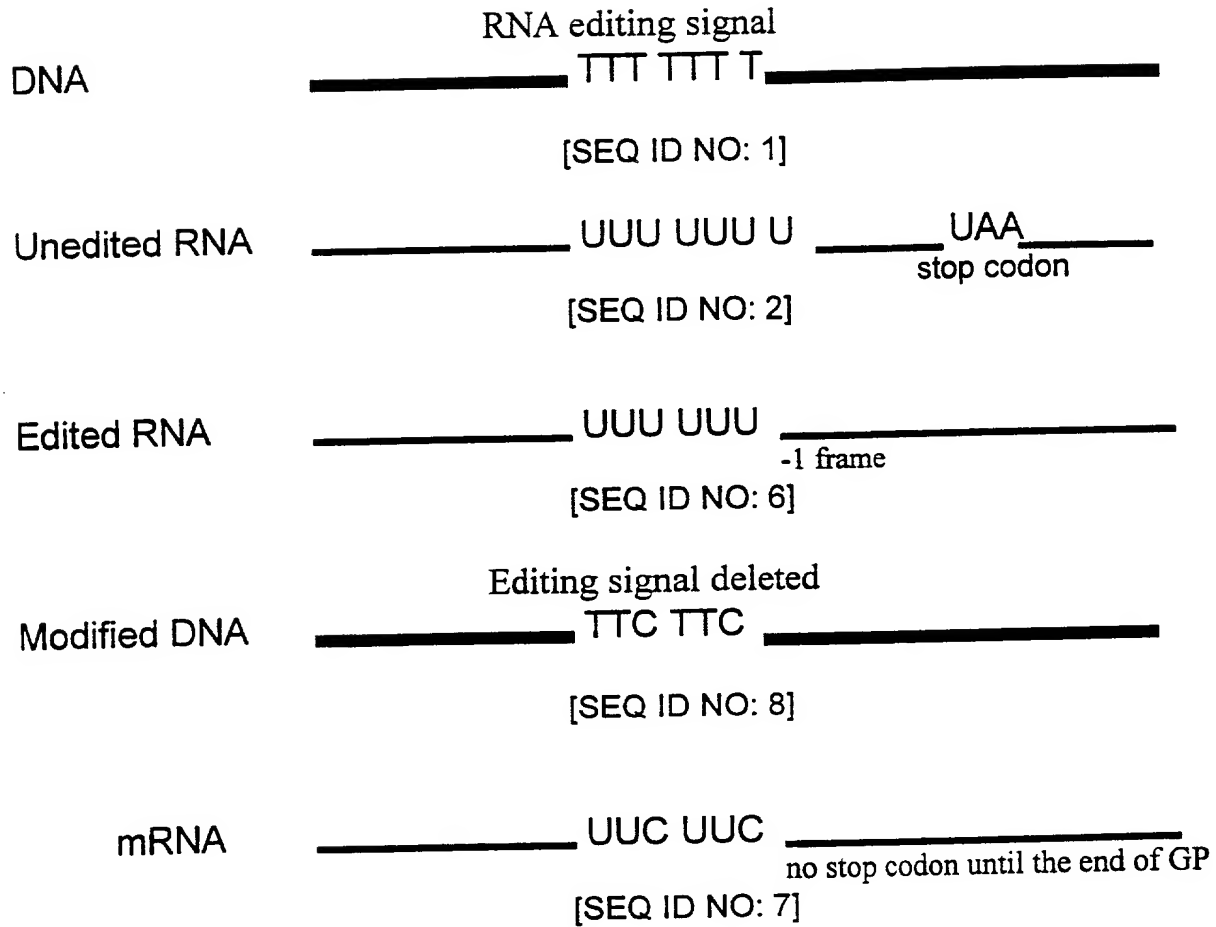 RNA editing signal
DNA TTT TTT T
[SEQ ID NO: 1]
Unedited RNA UUU UUU U UAA
stop codon
[SEQ ID NO: 2]
Edited RNA UUU UUU
-1 frame
[SEQ ID NO: 6]
Editing signal deleted
Modified DNA TTC TTC
[SEQ ID NO: 8]
mRNA UUC UUC
no stop codon until the end of GP
[SEQ ID NO: 7]